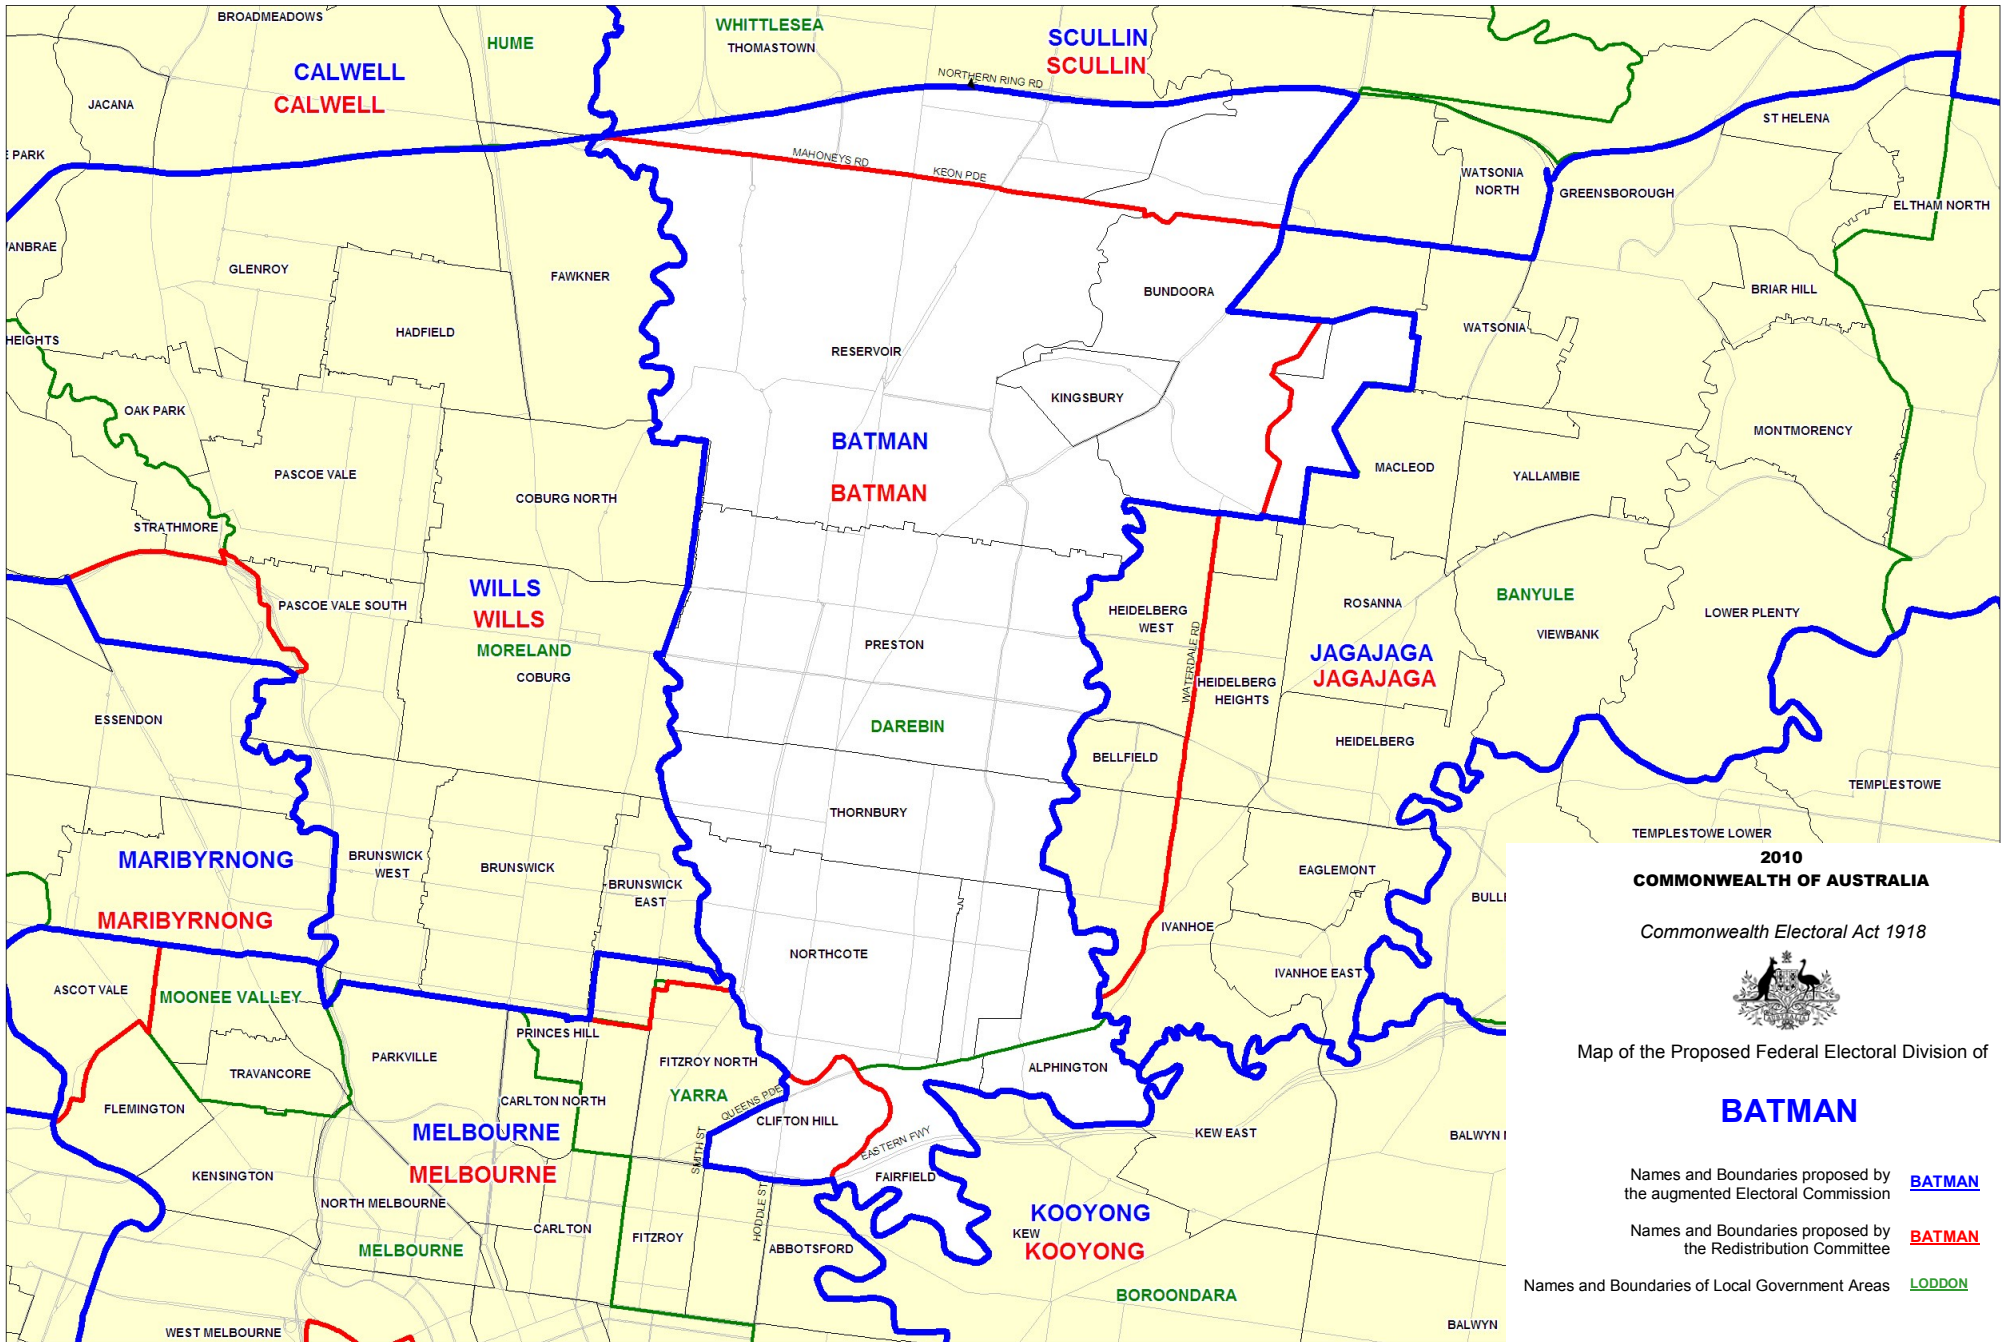 BROADMEADOWS
WHITTLESEA
THOMASTOWN
HUME
SCULLIN
SCULLIN
CALWELL
CALWELL
NORTHERN RING RD
JACANA
ST HELENA
E PARK
MAHONEYS RD
KEON PDE
WATSONIA
NORTH
GREENSBOROUGH
ELTHAM NORTH
VANBRAE
GLENROY
FAWKNER
BUNDOORA
BRIAR HILL
HEIGHTS
HADFIELD
RESERVOIR
WATSONIA
KINGSBURY
OAK PARK
BATMAN
BATMAN
MONTMORENCY
PASCOE VALE
COBURG NORTH
MACLEOD
YALLAMBIE
STRATHMORE
PASCOE VALE SOUTH
WILLS
WILLS
MORELAND
COBURG
PRESTON
HEIDELBERG
WEST
ROSANNA
BANYULE
VIEWBANK
LOWER PLENTY
WATERDALE RD
JAGAJAGA
JAGAJAGA
HEIDELBERG
HEIGHTS
ESSENDON
DAREBIN
HEIDELBERG
BELLFIELD
TEMPLESTOWE
THORNBURY
TEMPLESTOWE LOWER
MARIBYRNONG
MARIBYRNONG
BRUNSWICK
WEST
BRUNSWICK
BRUNSWICK
EAST
EAGLEMONT
BULLE
IVANHOE
NORTHCOTE
IVANHOE EAST
ASCOT VALE
MOONEE VALLEY
PRINCES HILL
PARKVILLE
TRAVANCORE
FITZROY NORTH
YARRA
ALPHINGTON
FLEMINGTON
CARLTON NORTH
QUEENS PDE
CLIFTON HILL
MELBOURNE
MELBOURNE
SMITH ST
EASTERN FWY
KEW EAST
BALWYN N
KENSINGTON
FAIRFIELD
NORTH MELBOURNE
HODDLE ST
KOOYONG
KEW
KOOYONG
CARLTON
FITZROY
ABBOTSFORD
MELBOURNE
BOROONDARA
WEST MELBOURNE
BALWYN
2010
COMMONWEALTH OF AUSTRALIA
Commonwealth Electoral Act 1918
AUSTRALIA
Map of the Proposed Federal Electoral Division of
BATMAN
Names and Boundaries proposed by
the augmented Electoral Commission BATMAN
Names and Boundaries proposed by
the Redistribution Committee BATMAN
Names and Boundaries of Local Government Areas LODDON